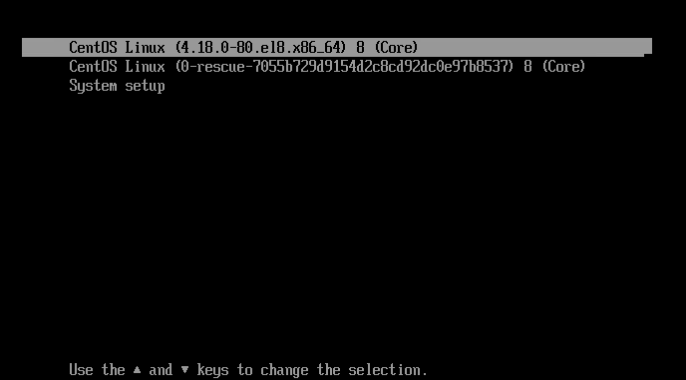 CentOS Linux (4.18.0-80.el8.x86_64) 8 (Core)
CentOS Linux (0-rescue-7055b729d9154d2c8cd92dc0e97b8537) 8 (Core)
System setup
Use the ▲ and ▼ keys to change the selection.